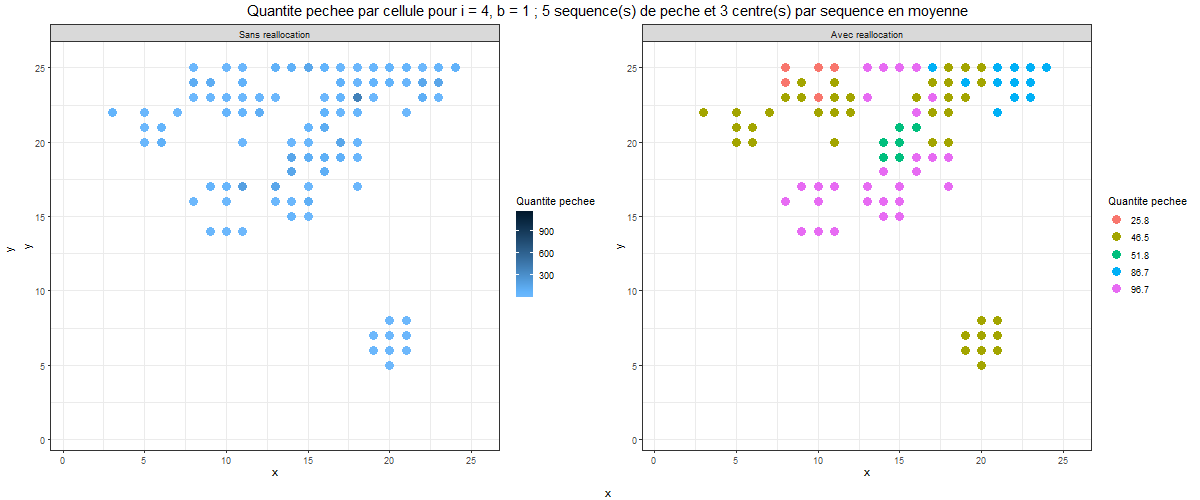 Quantite pechee par cellule pour i = 4, b = 1 ; 5 sequence(s) de peche et 3 centre(s) par sequence en moyenne
Sans reallocation
25
20
15
10
5
0
0 5 10 15 20 25
x
y
y
Quantite pechee
900
600
300
Avec reallocation
25
20
15
10
5
0
0 5 10 15 20 25
x
y
Quantite pechee
25.8
46.5
51.8
86.7
96.7
x